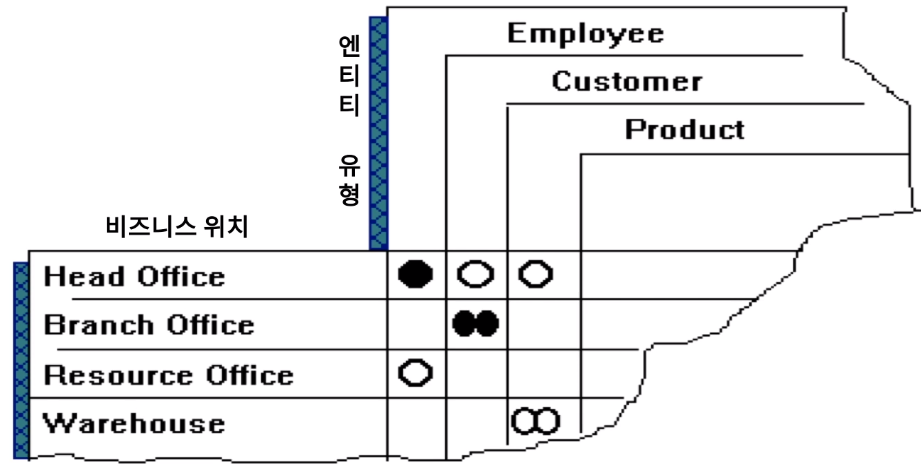 Employee
Customer
Product
엔
티
티
유
형
비즈니스 위치
Head Office
Branch Office
Resource Office
Warehouse